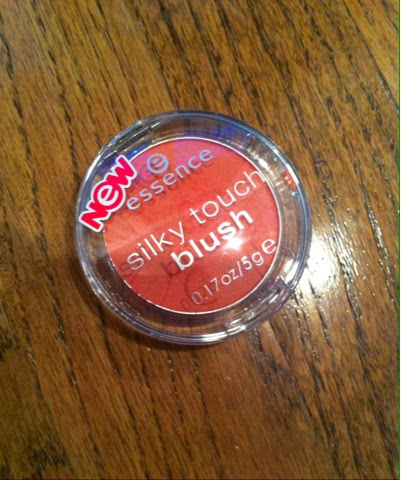 NEW
essence
silky touch
blush
0.17oz/5g e